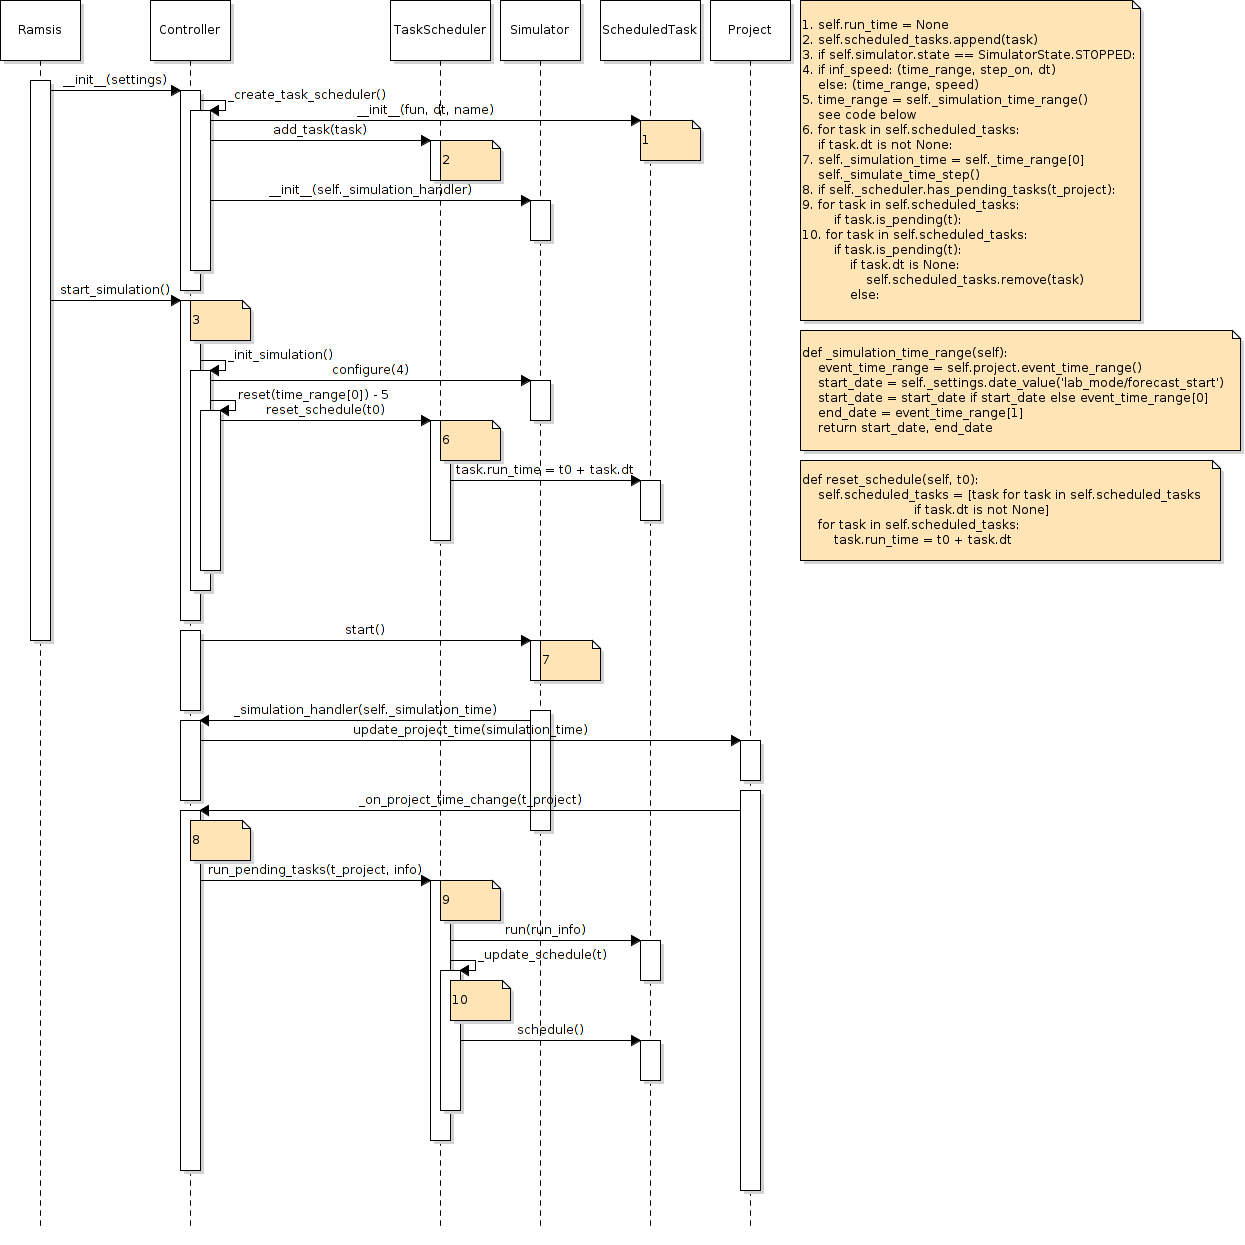 Ramsis
Controller
TaskScheduler
Simulator
ScheduledTask
Project
__init__(settings)
_create_task_scheduler()
__init__(fun, dt, name)
1
add_task(task)
2
__init__(self._simulation_handler)
start_simulation()
3
_init_simulation()
configure(4)
reset(time_range[0]) - 5
reset_schedule(t0)
6
task.run_time = t0 + task.dt
start()
7
_simulation_handler(self._simulation_time)
update_project_time(simulation_time)
_on_project_time_change(t_project)
8
run_pending_tasks(t_project, info)
9
run(run_info)
_update_schedule(t)
10
schedule()
1. self.run_time = None
2. self.scheduled_tasks.append(task)
3. if self.simulator.state == SimulatorState.STOPPED:
4. if inf_speed: (time_range, step_on, dt)
else: (time_range, speed)
5. time_range = self._simulation_time_range()
see code below
6. for task in self.scheduled_tasks:
if task.dt is not None:
7. self._simulation_time = self._time_range[0]
self._simulate_time_step()
8. if self._scheduler.has_pending_tasks(t_project):
9. for task in self.scheduled_tasks:
if task.is_pending(t):
10. for task in self.scheduled_tasks:
if task.is_pending(t):
if task.dt is None:
self.scheduled_tasks.remove(task)
else:
def _simulation_time_range(self):
event_time_range = self.project.event_time_range()
start_date = self._settings.date_value('lab_mode/forecast_start')
start_date = start_date if start_date else event_time_range[0]
end_date = event_time_range[1]
return start_date, end_date
def reset_schedule(self, t0):
self.scheduled_tasks = [task for task in self.scheduled_tasks
if task.dt is not None]
for task in self.scheduled_tasks:
task.run_time = t0 + task.dt